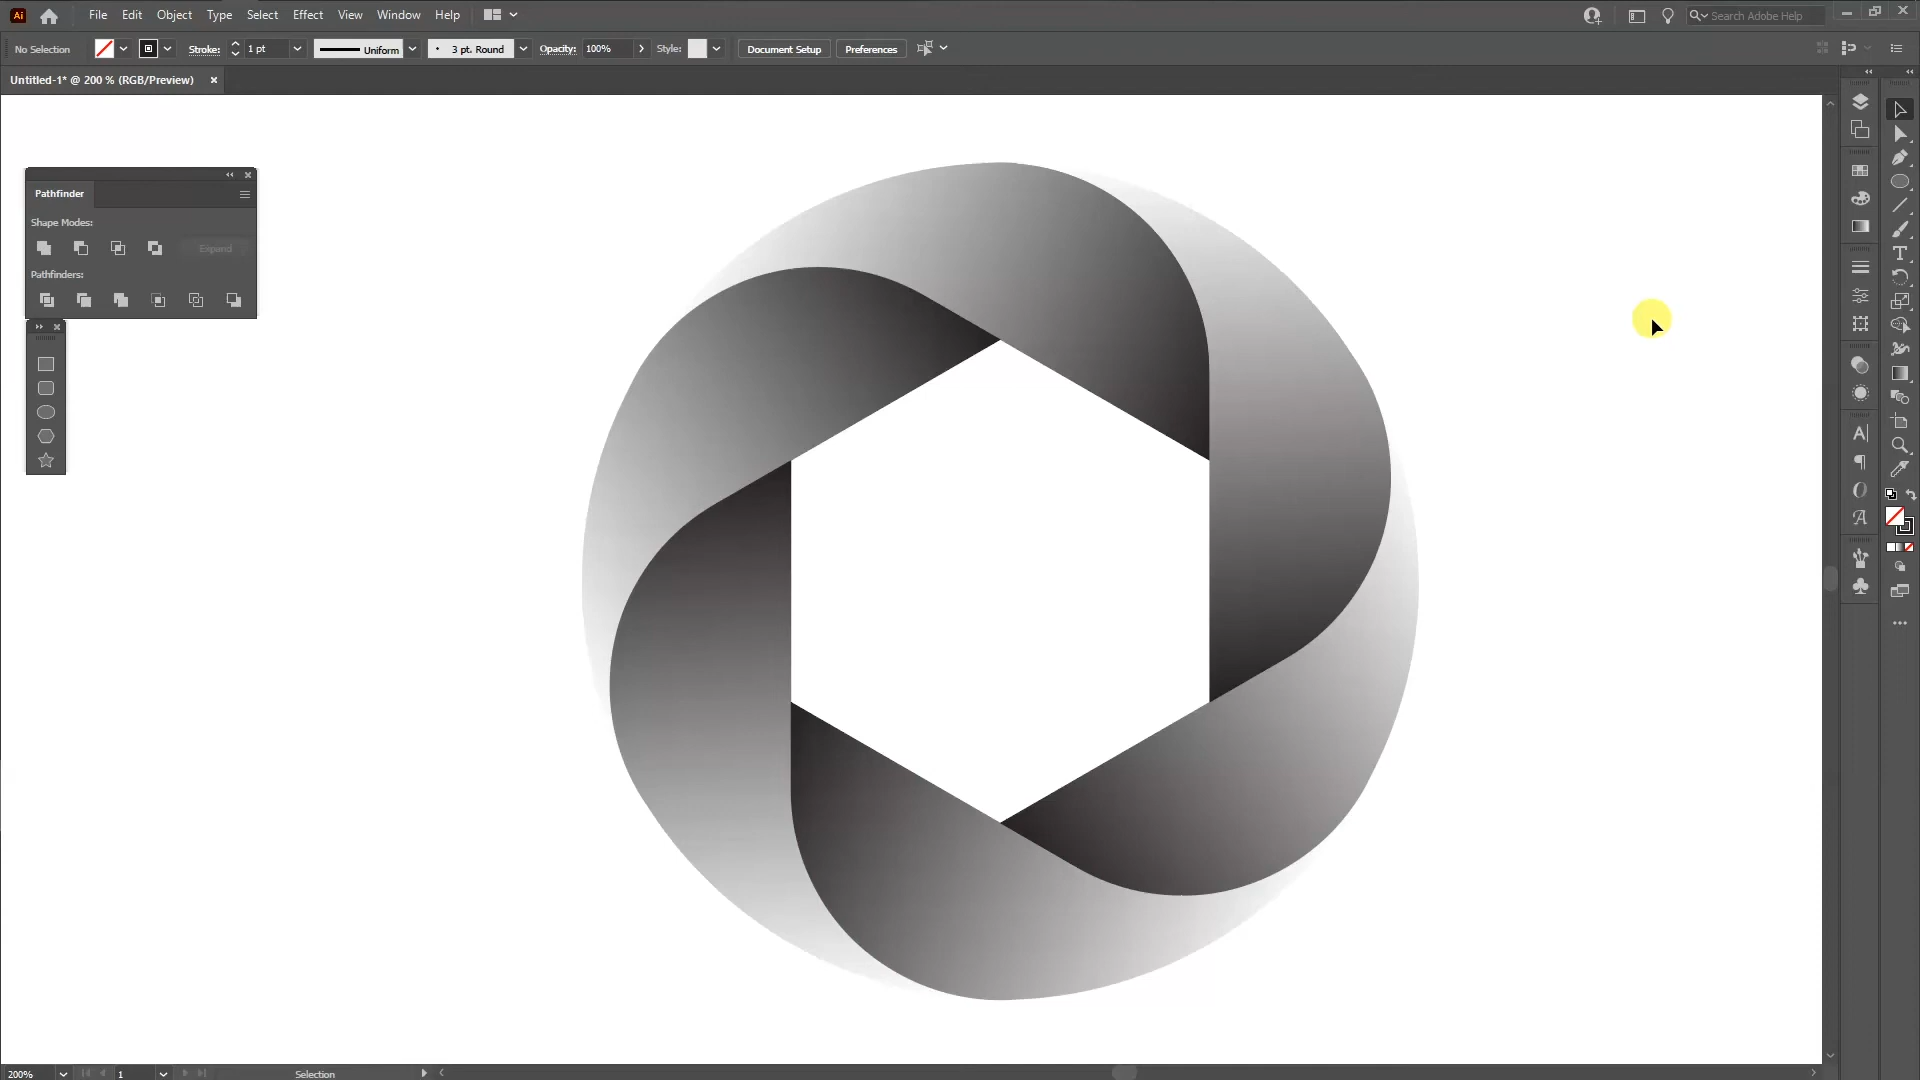 Ai File Edit Object Type Select Effect View Window Help Search Adobe Help
No Selection Stroke: 1 pt Uniform 3 pt. Round Opacity: 100% Style: Document Setup Preferences
Untitled-1* @ 200 % (RGB/Preview)
Pathfinder
Shape Modes:
Expand
Pathfinders:
200% 1 Selection